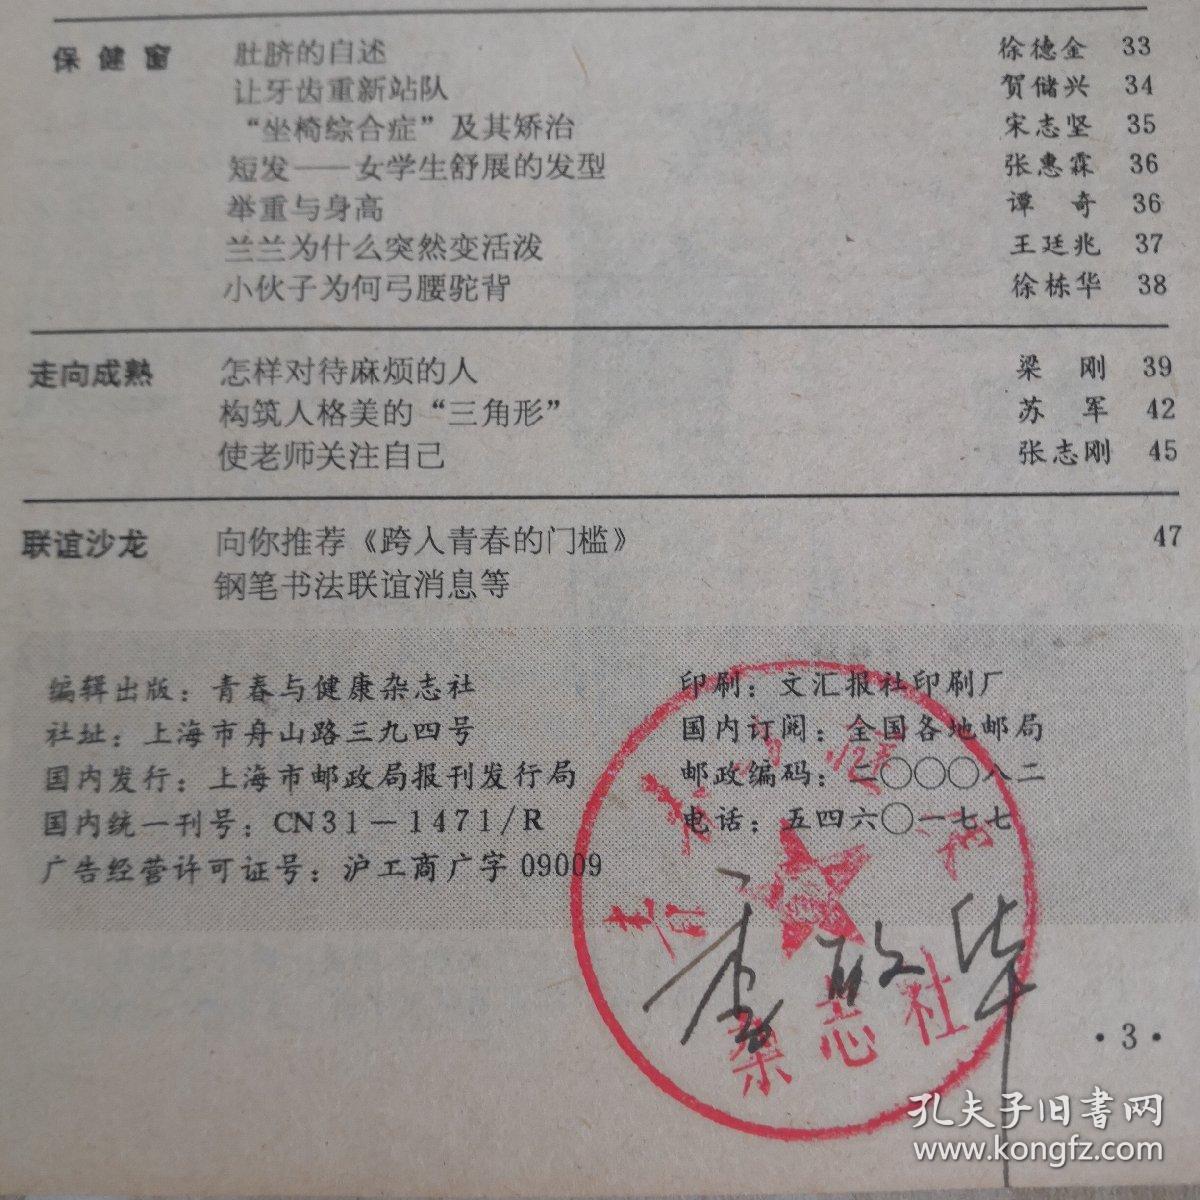 保健窗 肚脐的自述 徐德金 33
让牙齿重新站队 贺储兴 34
“坐椅综合症”及其矫治 宋志坚 35
短发——女学生舒展的发型 张惠霖 36
举重与身高 谭奇 36
兰兰为什么突然变活泼 王廷兆 37
小伙子为何弓腰驼背 徐栋华 38
走向成熟 怎样对待麻烦的人 梁刚 39
构筑人格美的“三角形” 苏军 42
使老师关注自己 张志刚 45
联谊沙龙 向你推荐《跨入青春的门槛》 47
钢笔书法联谊消息等
编辑出版：青春与健康杂志社 印刷：文汇报社印刷厂
社址：上海市舟山路三九四号 国内订阅：全国各地邮局
国内发行：上海市邮政局报刊发行局 邮政编码：二〇〇〇八二
国内统一刊号：CN31－1471/R 电话：五四六〇一七七
广告经营许可证号：沪工商广字09009
杂志社
·3·
孔夫子旧书网
www.kongfz.com